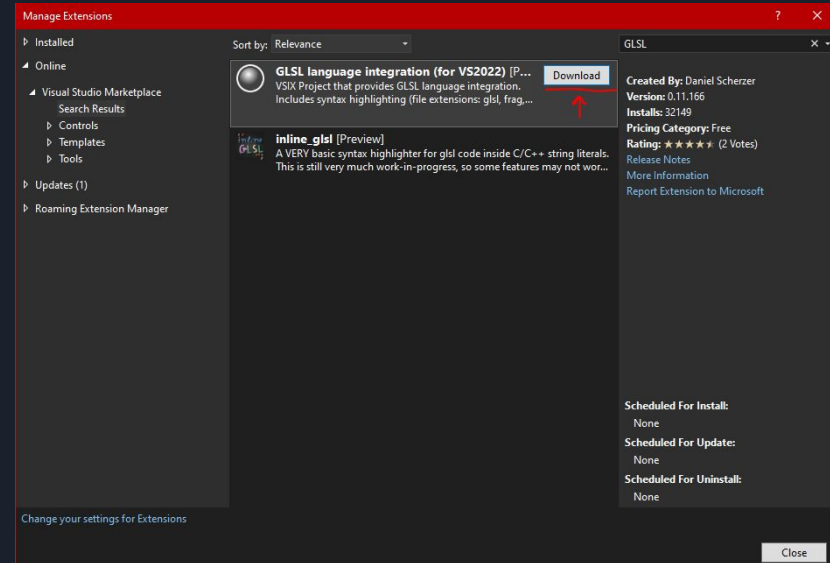 Manage Extensions
? ×
Installed
Online
Visual Studio Marketplace
Search Results
Controls
Templates
Tools
Updates (1)
Roaming Extension Manager
Change your settings for Extensions
Sort by: Relevance
GLSL language integration (for VS2022) [P...
Download
VSIX Project that provides GLSL language integration.
Includes syntax highlighting (file extensions: glsl, frag,...
inline
GLSL
inline_glsl [Preview]
A VERY basic syntax highlighter for glsl code inside C/C++ string literals.
This is still very much work-in-progress, so some features may not wor...
GLSL
Created By: Daniel Scherzer
Version: 0.11.166
Installs: 32149
Pricing Category: Free
Rating: ★★★★★ (2 Votes)
Release Notes
More Information
Report Extension to Microsoft
Scheduled For Install:
None
Scheduled For Update:
None
Scheduled For Uninstall:
None
Close